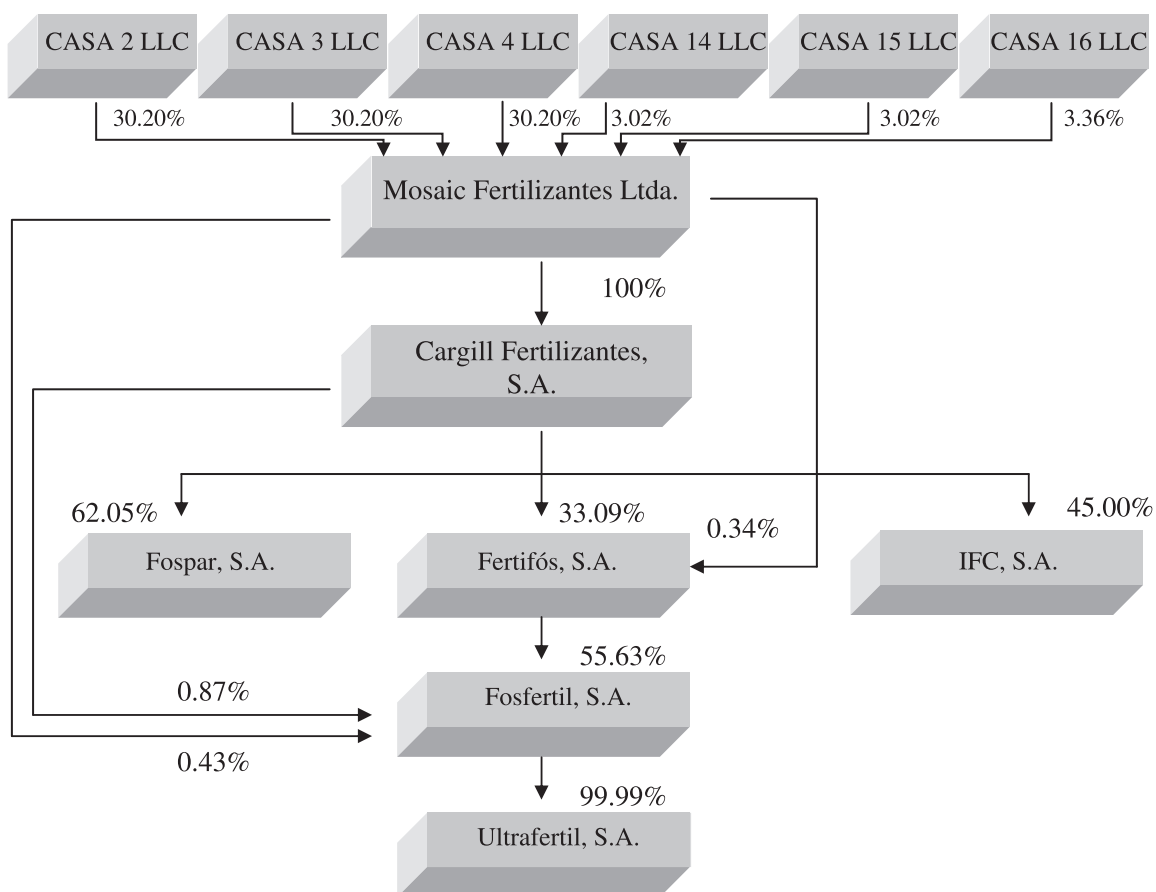 CASA 2 LLC
CASA 3 LLC
CASA 4 LLC
CASA 14 LLC
CASA 15 LLC
CASA 16 LLC
30.20%
30.20%
30.20%
3.02%
3.02%
3.36%
Mosaic Fertilizantes Ltda.
100%
Cargill Fertilizantes,
S.A.
62.05%
33.09%
0.34%
45.00%
Fospar, S.A.
Fertifós, S.A.
IFC, S.A.
55.63%
0.87%
Fosfertil, S.A.
0.43%
99.99%
Ultrafertil, S.A.